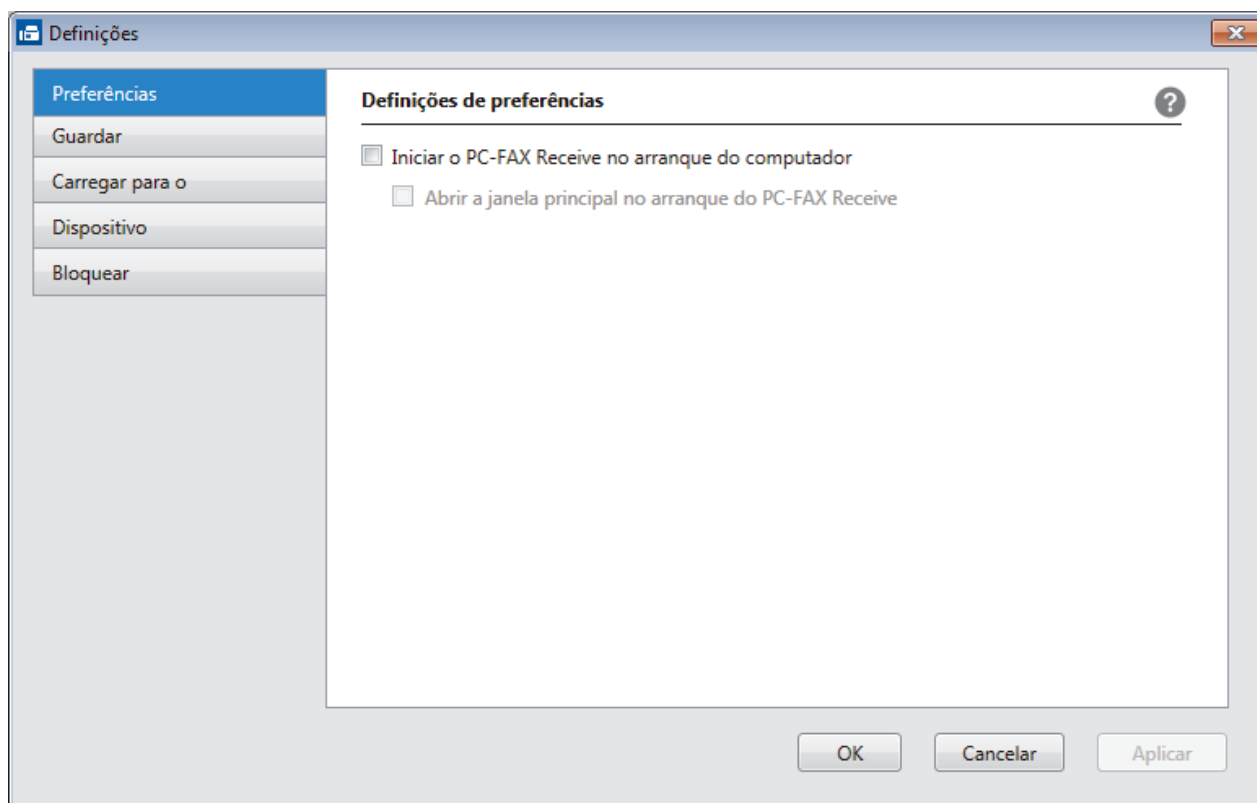 Definições
Preferências
Guardar
Carregar para o
Dispositivo
Bloquear
Definições de preferências
?
Iniciar o PC-FAX Receive no arranque do computador
Abrir a janela principal no arranque do PC-FAX Receive
OK
Cancelar
Aplicar